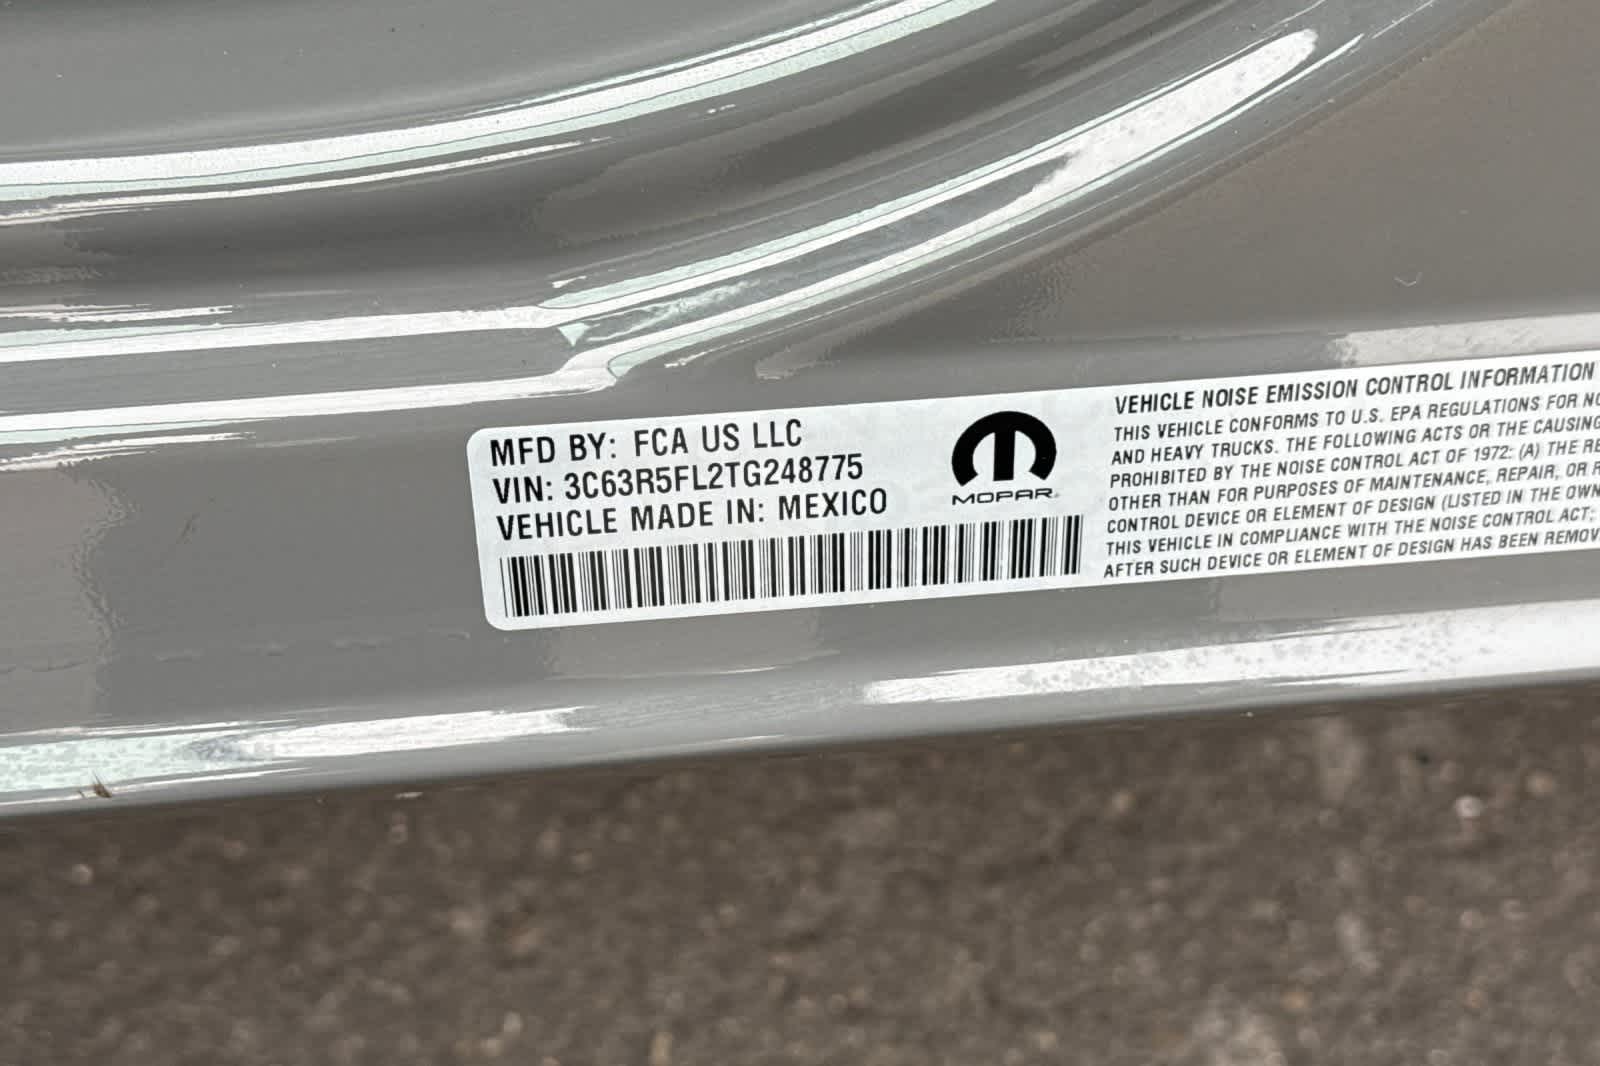 MFD BY: FCA US LLC
VIN: 3C63R5FL2TG248775
VEHICLE MADE IN: MEXICO
MOPAR®
VEHICLE NOISE EMISSION CONTROL INFORMATION
THIS VEHICLE CONFORMS TO U.S. EPA REGULATIONS FOR
AND HEAVY TRUCKS. THE FOLLOWING ACTS OR THE CAUSING
PROHIBITED BY THE NOISE CONTROL ACT OF 1972: (A) THE
OTHER THAN FOR PURPOSES OF MAINTENANCE, REPAIR, OR
CONTROL DEVICE OR ELEMENT OF DESIGN (LISTED IN THE
THIS VEHICLE IN COMPLIANCE WITH THE NOISE CONTROL ACT;
AFTER SUCH DEVICE OR ELEMENT OF DESIGN HAS BEEN